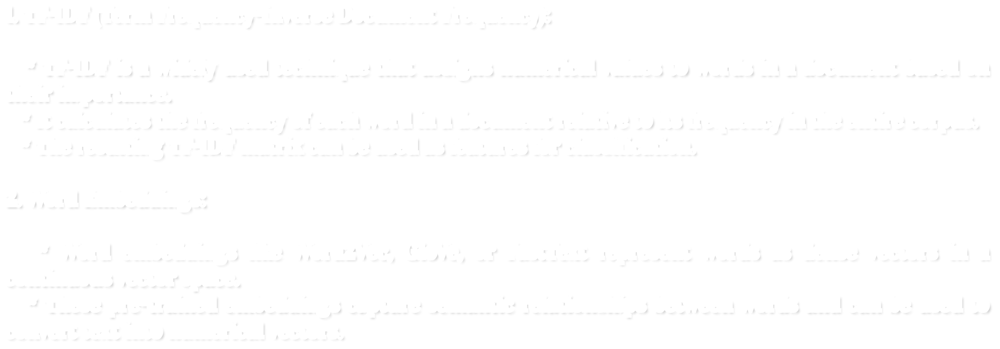 1. TF-IDF (Term Frequency-Inverse Document Frequency):
* TF-IDF is a widely used technique that assigns numerical values to words in a document based on
their importance.
* It calculates the frequency of each word in a document relative to its frequency in the entire corpus.
* The resulting TF-IDF matrix can be used as features for classification.
2. Word Embeddings:
* Word embeddings like Word2Vec, GloVe, or FastText represent words as dense vectors in a
continuous vector space.
* These pre-trained embeddings capture semantic relationships between words and can be used to
convert text into numerical vectors.